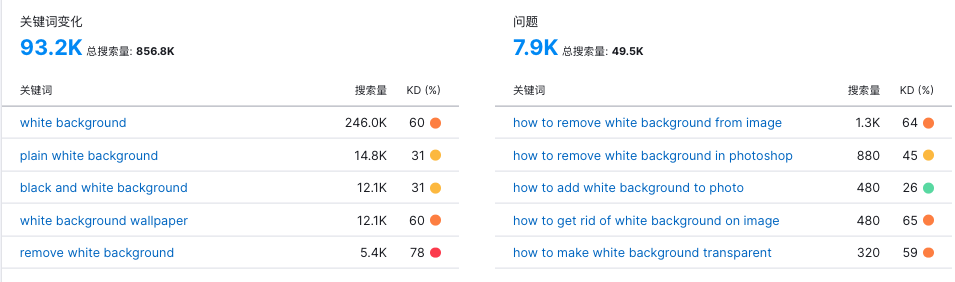 关键词变化
93.2K 总搜索量: 856.8K
关键词 搜索量 KD (%)
white background 246.0K 60
plain white background 14.8K 31
black and white background 12.1K 31
white background wallpaper 12.1K 60
remove white background 5.4K 78
问题
7.9K 总搜索量: 49.5K
关键词 搜索量 KD (%)
how to remove white background from image 1.3K 64
how to remove white background in photoshop 880 45
how to add white background to photo 480 26
how to get rid of white background on image 480 65
how to make white background transparent 320 59